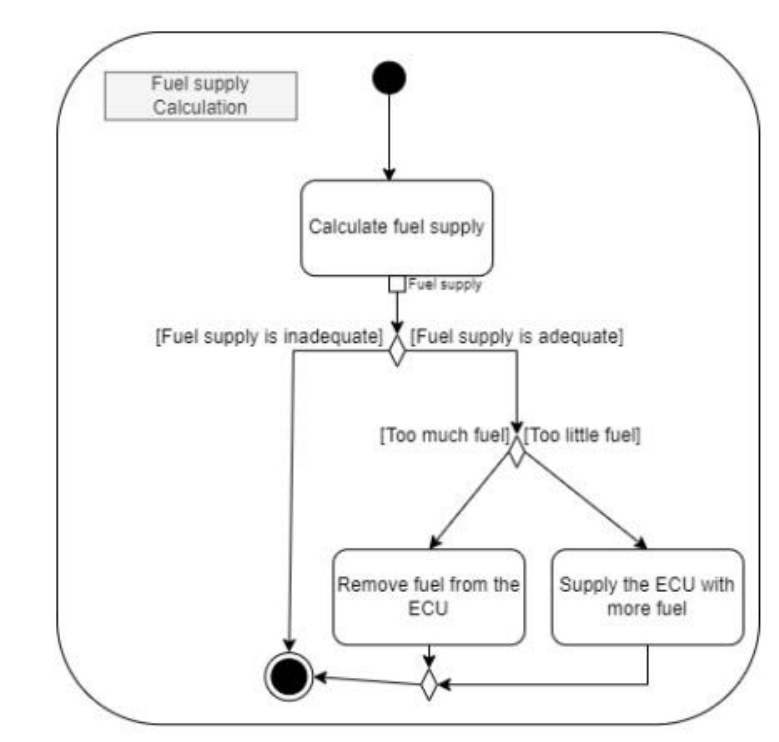 Fuel supply
Calculation
Calculate fuel supply
Fuel supply
[Fuel supply is inadequate]
[Fuel supply is adequate]
[Too much fuel]
[Too little fuel]
Remove fuel from the
ECU
Supply the ECU with
more fuel